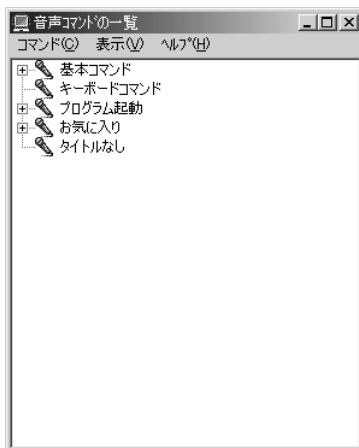 音声ｺﾏﾝﾄﾞの一覧
コマンド(C) 表示(V) ﾍﾙﾌﾟ(H)
基本コマンド
キーボードコマンド
プログラム起動
お気に入り
タイトルなし